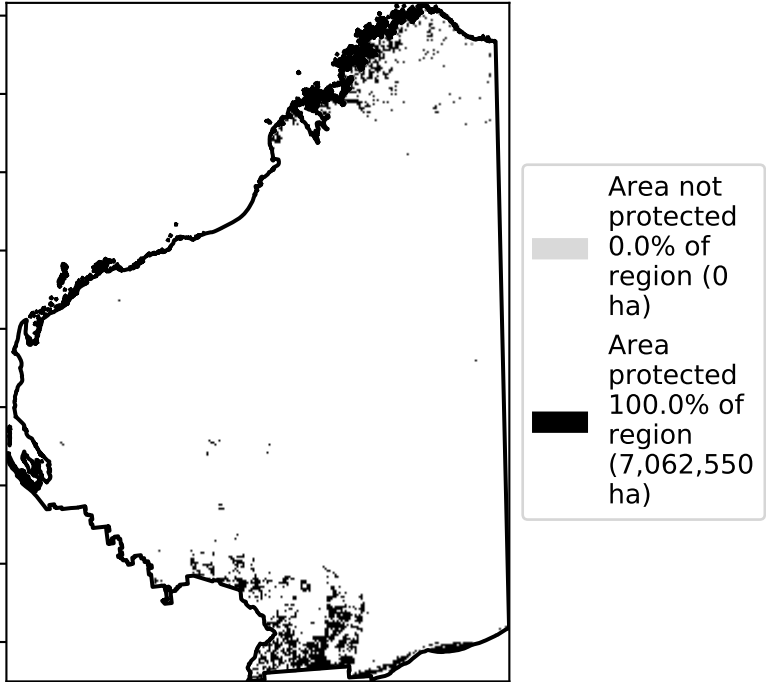 Area not
protected
0.0% of
region (0
ha)
Area
protected
100.0% of
region
(7,062,550
ha)